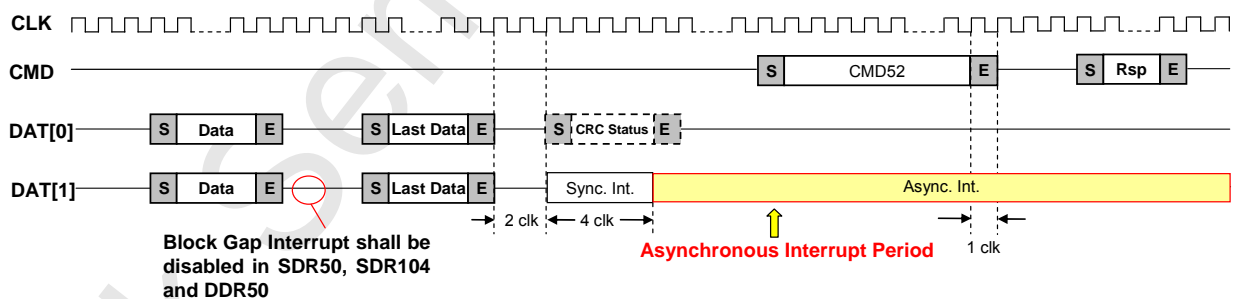 CLK
CMD S CMD52 E S Rsp E
DAT[0] S Data E S Last Data E S CRC Status E
DAT[1] S Data E S Last Data E Sync. Int. Async. Int.
2 clk 4 clk 1 clk
Block Gap Interrupt shall be
disabled in SDR50, SDR104
and DDR50
Asynchronous Interrupt Period